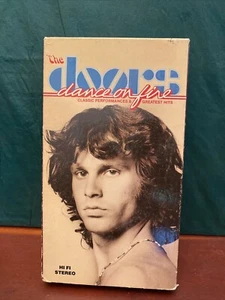 The
doors
dance on fire
CLASSIC PERFORMANCES & GREATEST HITS
HI FI
STEREO